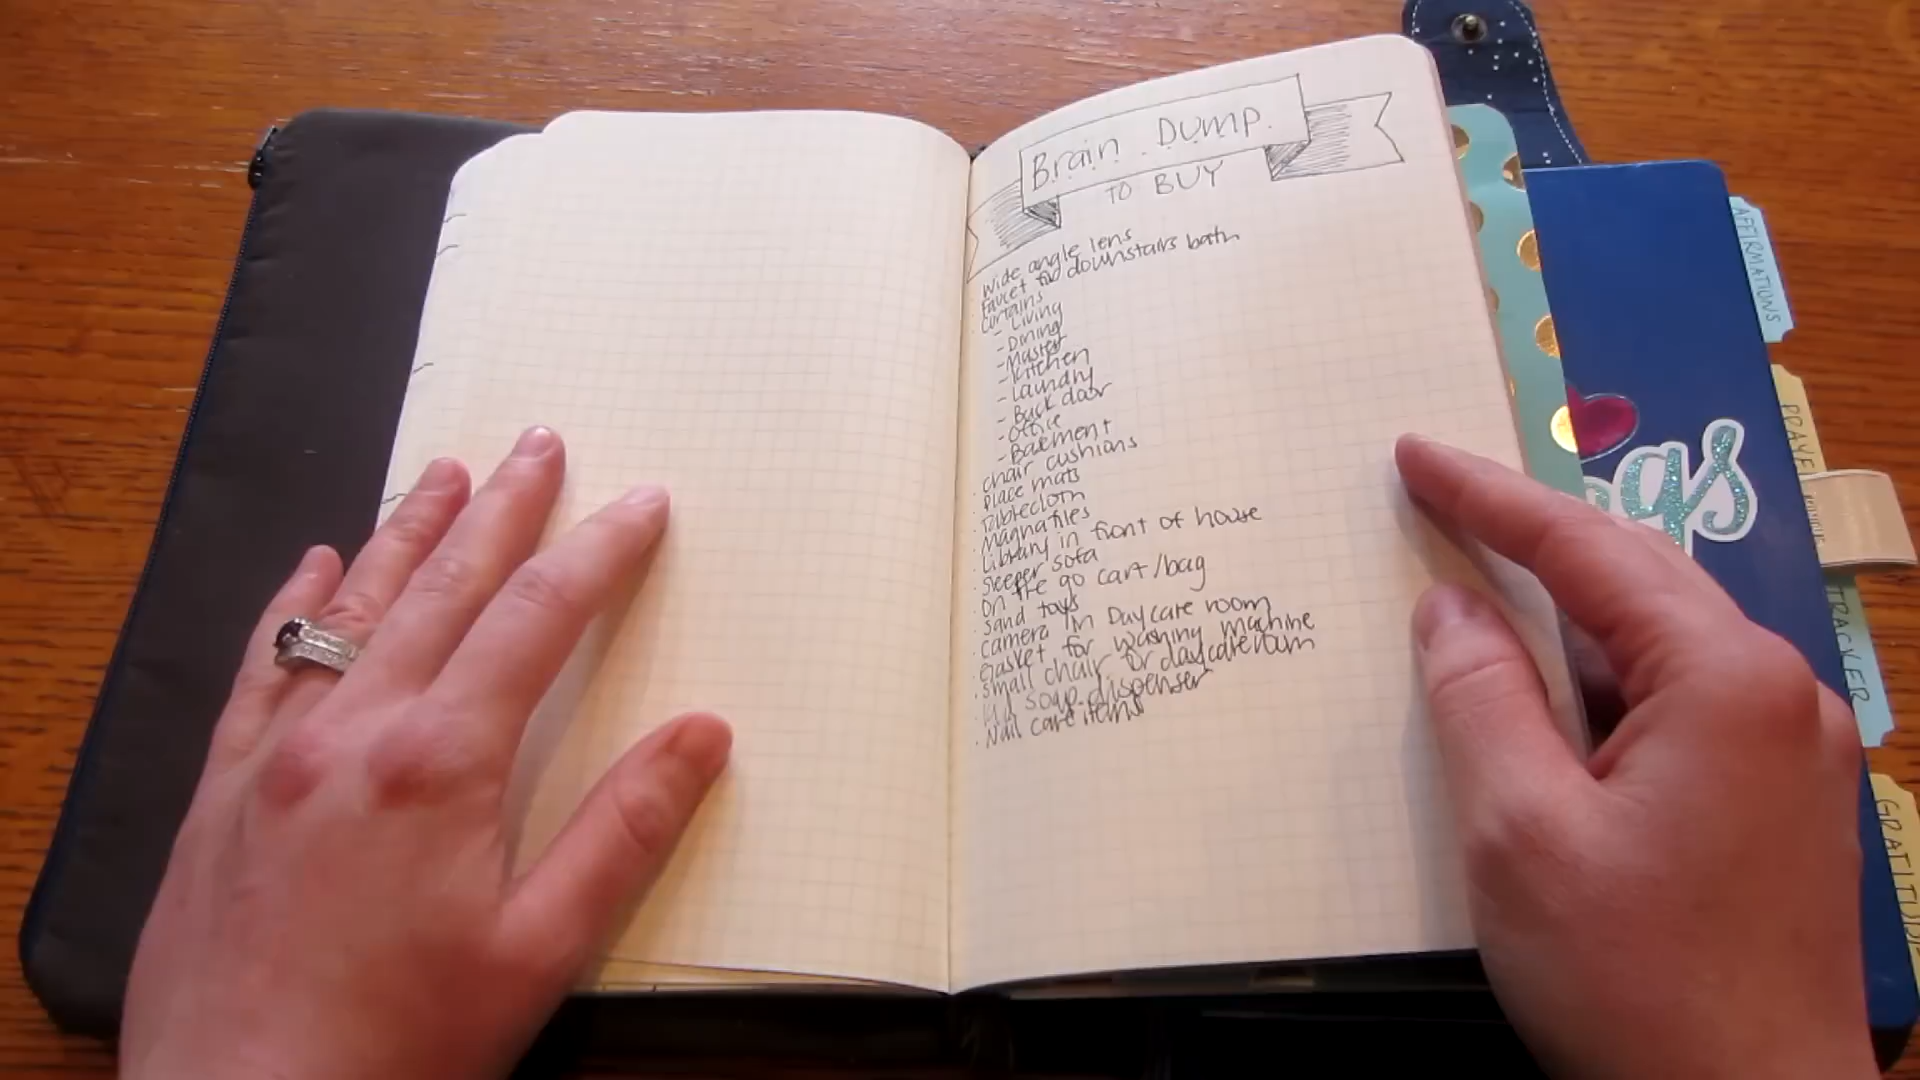 Brain Dump
TO BUY
wide angle lens
faucet for downstairs bath
curtains
- Living
- Dining
- Master
- Kitchen
- Laundry
- Back door
- Office
- Basement
chair cushions
Place mats
Tablecloth
Magnatiles
Library in front of house
Sleeper sofa
On the go cart/bag
Sand toys
camera in Daycare room
Gasket for washing machine
small chair for daycare room
soap dispenser
Nail care items
AFFIRMATIONS
TRACKER
GRATITUDE
gs